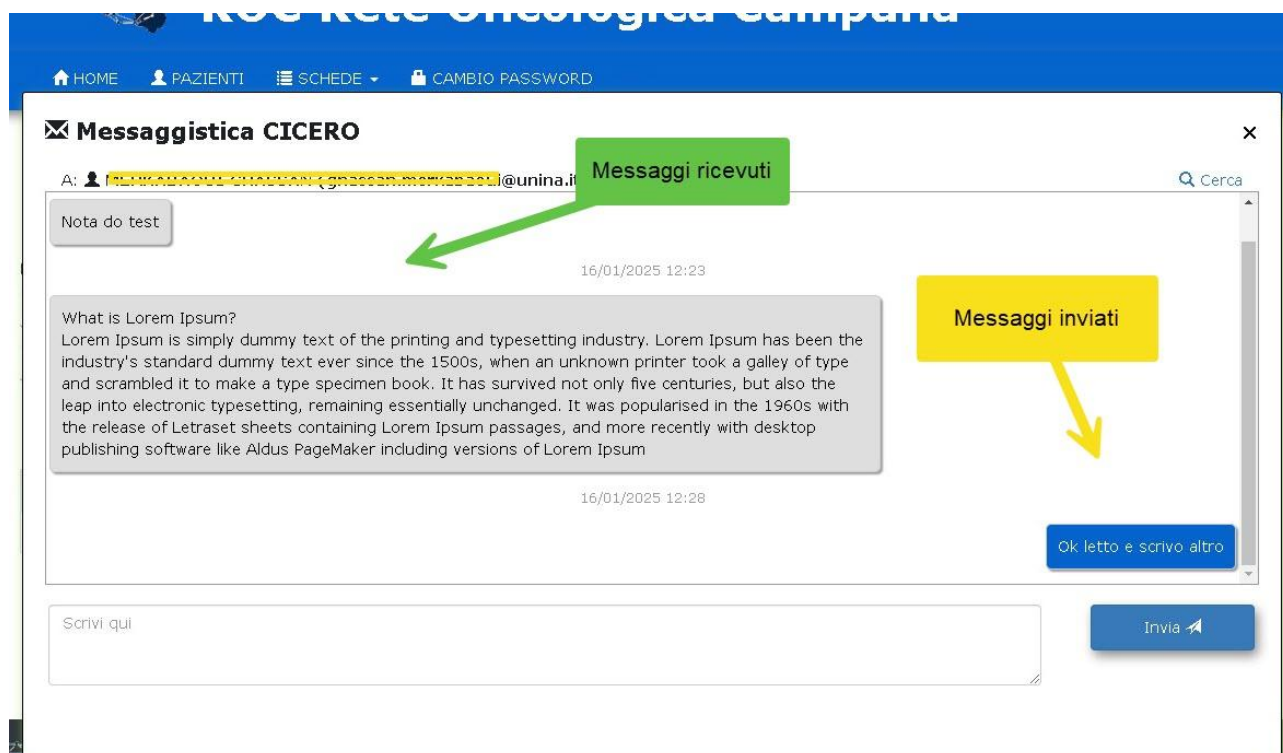 ROC Rete Oncologica Campana
HOME PAZIENTI SCHEDE CAMBIO PASSWORD
Messaggistica CICERO ×
A: @unina.it Messaggi ricevuti Cerca
Nota do test
16/01/2025 12:23
Messaggi inviati
What is Lorem Ipsum?
Lorem Ipsum is simply dummy text of the printing and typesetting industry. Lorem Ipsum has been the
industry's standard dummy text ever since the 1500s, when an unknown printer took a galley of type
and scrambled it to make a type specimen book. It has survived not only five centuries, but also the
leap into electronic typesetting, remaining essentially unchanged. It was popularised in the 1960s with
the release of Letraset sheets containing Lorem Ipsum passages, and more recently with desktop
publishing software like Aldus PageMaker including versions of Lorem Ipsum
16/01/2025 12:28
Ok letto e scrivo altro
Scrivi qui
Invia